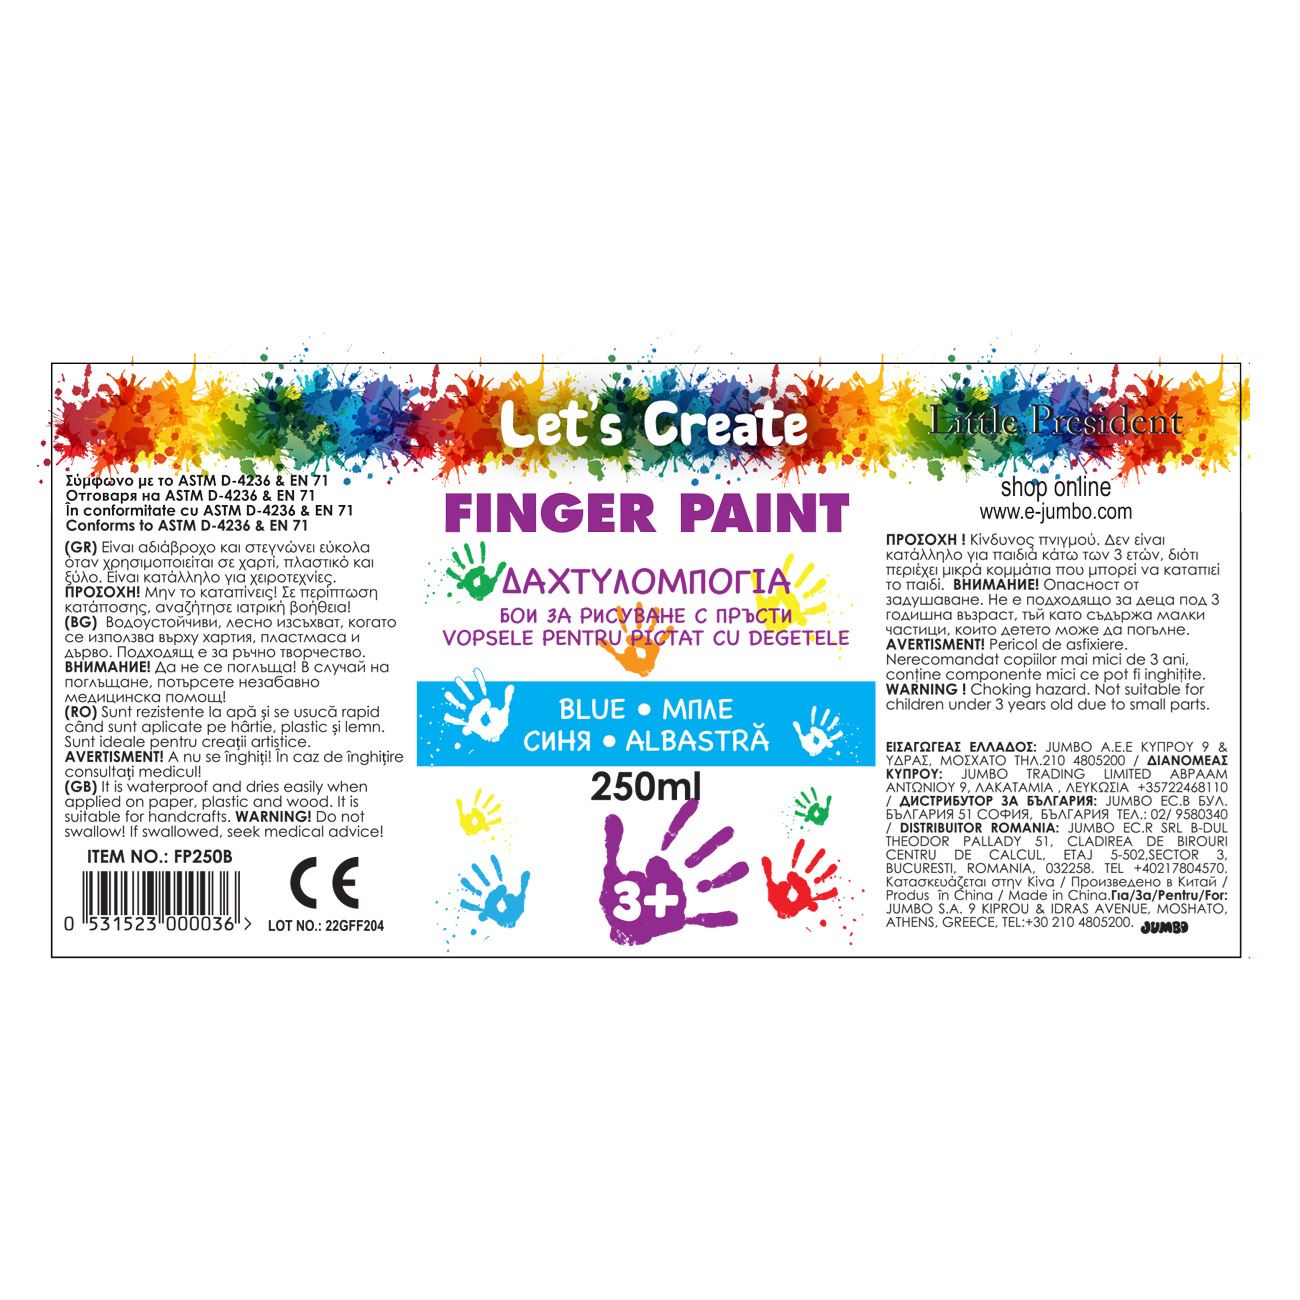 Let's Create
Little President
Σύμφωνο με το ASTM D-4236 & EN 71
Отговаря на ASTM D-4236 & EN 71
În conformitate cu ASTM D-4236 & EN 71
Conforms to ASTM D-4236 & EN 71
(GR) Είναι αδιάβροχο και στεγνώνει εύκολα
όταν χρησιμοποιείται σε χαρτί, πλαστικό και
ξύλο. Είναι κατάλληλο για χειροτεχνίες.
ΠΡΟΣΟΧΗ! Μην το καταπίνεις! Σε περίπτωση
κατάποσης, αναζήτησε ιατρική βοήθεια!
(BG) Водоустойчиви, лесно изсъхват, когато
се използва върху хартия, пластмаса и
дърво. Подходящ е за ръчно творчество.
ВНИМАНИЕ! Да не се поглъща! В случай на
поглъщане, потърсете незабавно
медицинска помощ!
(RO) Sunt rezistente la apă și se usucă rapid
când sunt aplicate pe hârtie, plastic și lemn.
Sunt ideale pentru creații artistice.
AVERTISMENT! A nu se înghiți! În caz de înghițire
consultați medicul!
(GB) It is waterproof and dries easily when
applied on paper, plastic and wood. It is
suitable for handcrafts. WARNING! Do not
swallow! If swallowed, seek medical advice!
ITEM NO.: FP250B
0 531523 000036 >
CE
LOT NO.: 22GFF204
FINGER PAINT
ΔΑΧΤΥΛΟΜΠΟΓΙΑ
БОИ ЗА РИСУВАНЕ С ПРЪСТИ
VOPSELE PENTRU PICTAT CU DEGETELE
BLUE • ΜΠΛΕ
СИНЯ • ALBASTRĂ
250ml
3+
shop online
www.e-jumbo.com
ΠΡΟΣΟΧΗ ! Κίνδυνος πνιγμού. Δεν είναι
κατάλληλο για παιδιά κάτω των 3 ετών, διότι
περιέχει μικρά κομμάτια που μπορεί να καταπιεί
το παιδί. ВНИМАНИЕ! Опасност от
задушаване. Не е подходящо за деца под 3
годишна възраст, тъй като съдържа малки
частици, които детето може да погълне.
AVERTISMENT! Pericol de asfixiere.
Nerecomandat copiilor mai mici de 3 ani,
conține componente mici ce pot fi inghițite.
WARNING ! Choking hazard. Not suitable for
children under 3 years old due to small parts.
ΕΙΣΑΓΩΓΕΑΣ ΕΛΛΑΔΟΣ: JUMBO A.E.E ΚΥΠΡΟΥ 9 &
ΥΔΡΑΣ, ΜΟΣΧΑΤΟ ΤΗΛ.210 4805200 / ΔΙΑΝΟΜΕΑΣ
ΚΥΠΡΟΥ: JUMBO TRADING LIMITED ΑΒΡΑΑΜ
ΑΝΤΩΝΙΟΥ 9, ΛΑΚΑΤΑΜΙΑ , ΛΕΥΚΩΣΙΑ +35722468110
/ ДИСТРИБУТОР ЗА БЪЛГАРИЯ: JUMBO EC.B БУЛ.
БЪЛГАРИЯ 51 СОФИЯ, БЪЛГАРИЯ ТЕЛ.: 02/ 9580340
/ DISTRIBUITOR ROMANIA: JUMBO EC.R SRL B-DUL
THEODOR PALLADY 51, CLADIREA DE BIROURI
CENTRU DE CALCUL, ETAJ 5-502,SECTOR 3,
BUCURESTI, ROMANIA, 032258. TEL +40217804570.
Κατασκευάζεται στην Κίνα / Произведено в Китай /
Produs în China / Made in China.Για/За/Pentru/For:
JUMBO S.A. 9 KIPROU & IDRAS AVENUE, MOSHATO,
ATHENS, GREECE, TEL:+30 210 4805200. JUMBO